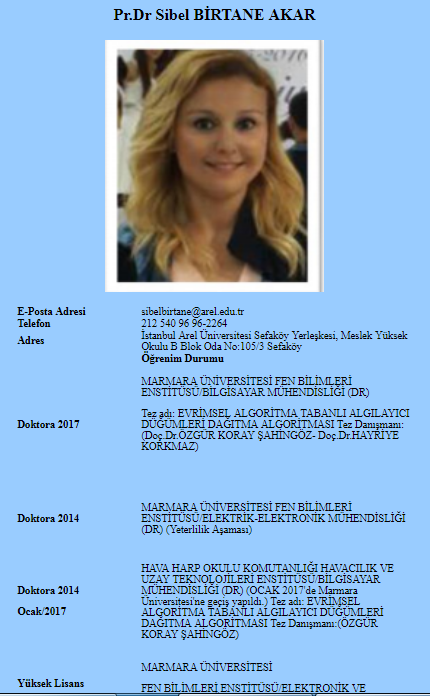 Pr.Dr Sibel BİRTANE AKAR
2016
E-Posta Adresi sibelbirtane@arel.edu.tr
Telefon 212 540 96 96-2264
Adres İstanbul Arel Üniversitesi Sefaköy Yerleşkesi, Meslek Yüksek
Okulu B Blok Oda No:105/3 Sefaköy
Öğrenim Durumu
MARMARA ÜNİVERSİTESİ FEN BİLİMLERİ
ENSTİTÜSÜ/BİLGİSAYAR MÜHENDİSLİĞİ (DR)
Doktora 2017
Tez adı: EVRİMSEL ALGORİTMA TABANLI ALGILAYICI
DÜĞÜMLERİ DAĞITMA ALGORİTMASI Tez Danışmanı:
(Doç.Dr.ÖZGÜR KORAY ŞAHİNGÖZ- Doç.Dr.HAYRİYE
KORKMAZ)
MARMARA ÜNİVERSİTESİ FEN BİLİMLERİ
Doktora 2014 ENSTİTÜSÜ/ELEKTRİK-ELEKTRONİK MÜHENDİSLİĞİ
(DR) (Yeterlilik Aşaması)
HAVA HARP OKULU KOMUTANLIĞI HAVACILIK VE
UZAY TEKNOLOJİLERİ ENSTİTÜSÜ/BİLGİSAYAR
Doktora 2014 MÜHENDİSLİĞİ (DR) (OCAK 2017'de Marmara
Üniversitesi'ne geçiş yapıldı.) Tez adı: EVRİMSEL
Ocak/2017 ALGORİTMA TABANLI ALGILAYICI DÜĞÜMLERİ
DAĞITMA ALGORİTMASI Tez Danışmanı:(ÖZGÜR
KORAY ŞAHİNGÖZ)
MARMARA ÜNİVERSİTESİ
Yüksek Lisans
FEN BİLİMLERİ ENSTİTÜSÜ/ELEKTRONİK VE